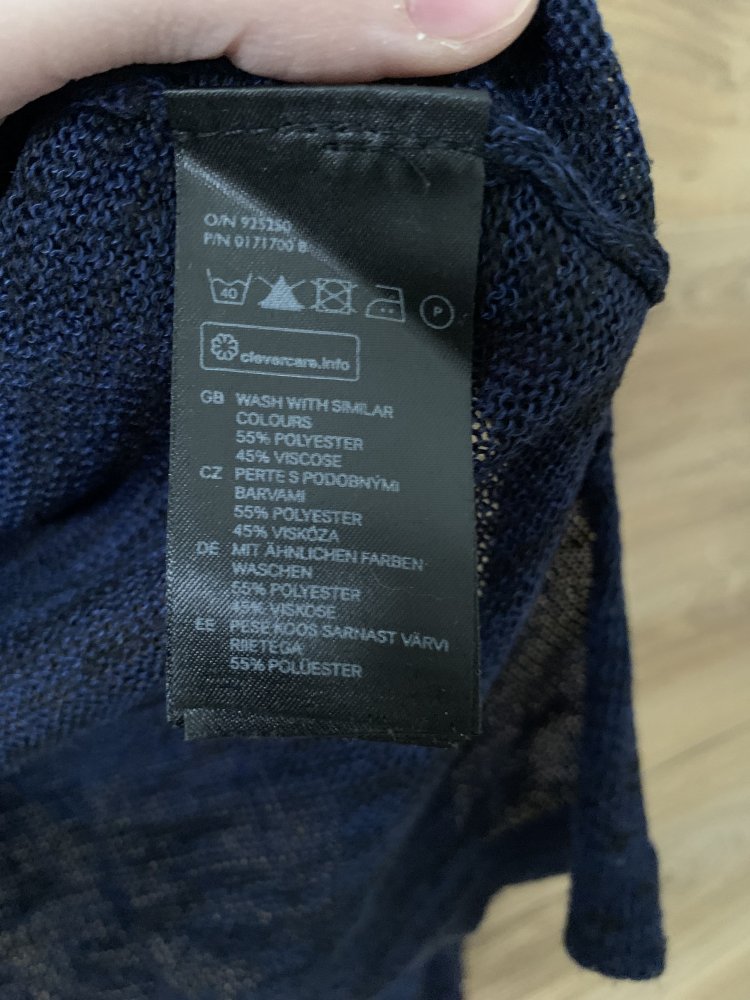 O/N 925250
P/N 0171700 8
40
P
clevercare.info
GB WASH WITH SIMILAR
COLOURS
55% POLYESTER
45% VISCOSE
CZ PERTE S PODOBNÝMI
BARVAMI
55% POLYESTER
45% VISKÓZA
DE MIT ÄHNLICHEN FARBEN
WASCHEN
55% POLYESTER
45% VISKOSE
EE PESE KOOS SARNAST VÄRVI
RIIETEGA
55% POLÜESTER